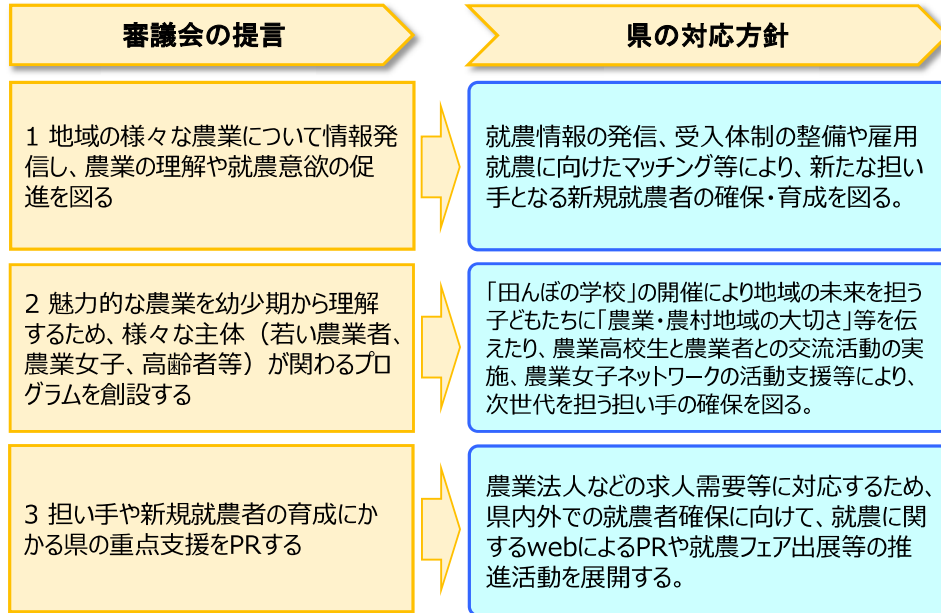 審議会の提言
県の対応方針
1 地域の様々な農業について情報発
信し、農業の理解や就農意欲の促
進を図る
就農情報の発信、受入体制の整備や雇用
就農に向けたマッチング等により、新たな担い
手となる新規就農者の確保・育成を図る。
2 魅力的な農業を幼少期から理解
するため、様々な主体（若い農業者、
農業女子、高齢者等）が関わるプロ
グラムを創設する
「田んぼの学校」の開催により地域の未来を担う
子どもたちに「農業・農村地域の大切さ」等を伝
えたり、農業高校生と農業者との交流活動の実
施、農業女子ネットワークの活動支援等により、
次世代を担う担い手の確保を図る。
3 担い手や新規就農者の育成にか
かる県の重点支援をPRする
農業法人などの求人需要等に対応するため、
県内外での就農者確保に向けて、就農に関
するwebによるPRや就農フェア出展等の推
進活動を展開する。